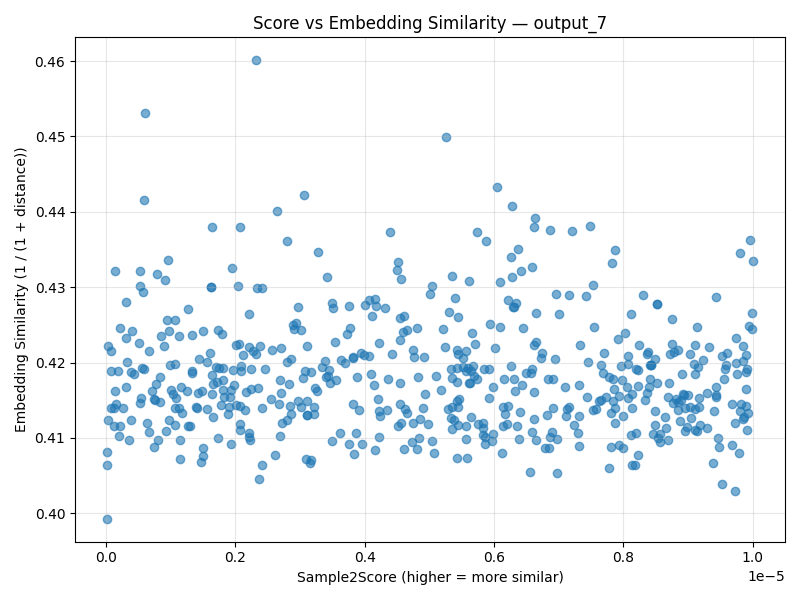 Score vs Embedding Similarity — output_7
Embedding Similarity (1 / (1 + distance))
0.46
0.45
0.44
0.43
0.42
0.41
0.40
0.0 0.2 0.4 0.6 0.8 1.0
1e−5
Sample2Score (higher = more similar)